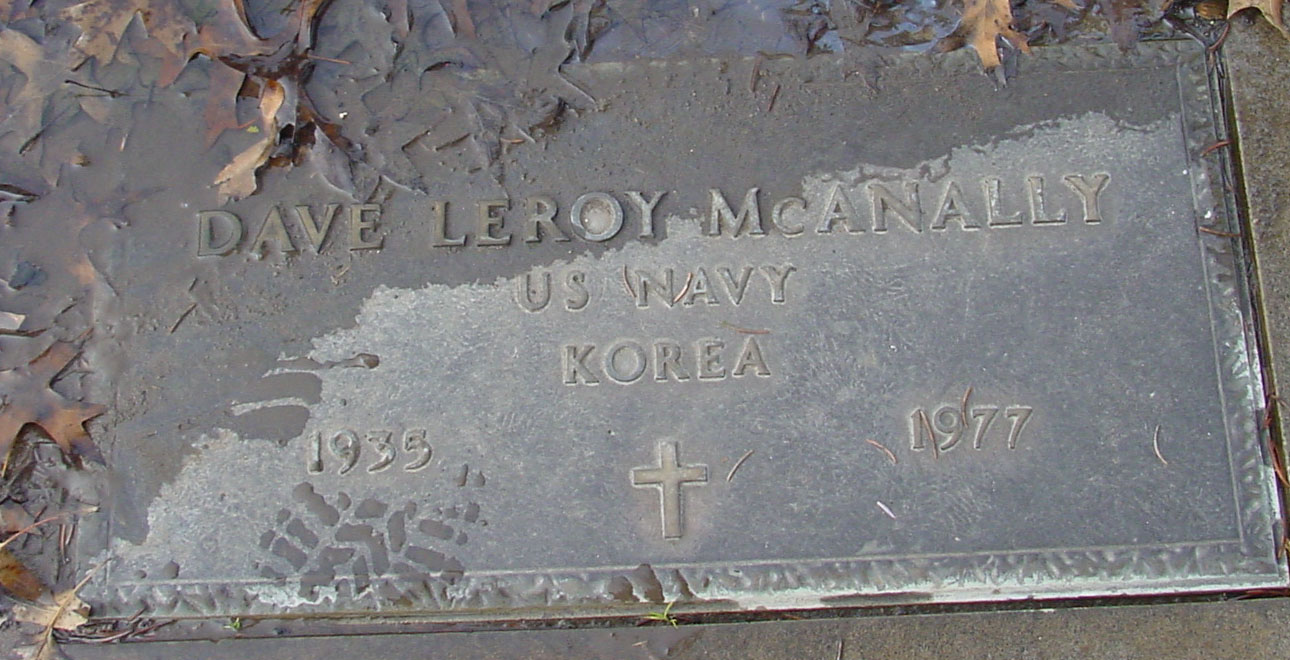 DAVE LEROY McANALLY
US NAVY
KOREA
1935 1977